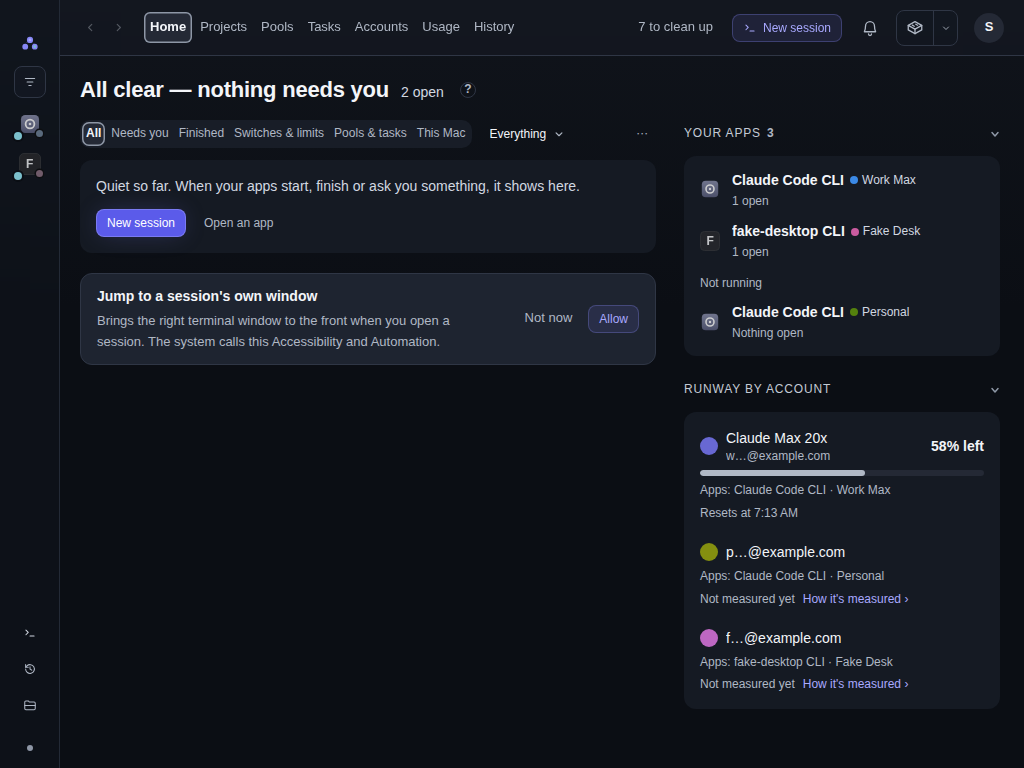 Home Projects Pools Tasks Accounts Usage History 7 to clean up New session S
F
All clear — nothing needs you 2 open ?
All Needs you Finished Switches & limits Pools & tasks This Mac Everything ···
Quiet so far. When your apps start, finish or ask you something, it shows here.
New session Open an app
Jump to a session's own window
Brings the right terminal window to the front when you open a
session. The system calls this Accessibility and Automation.
Not now Allow
YOUR APPS 3
Claude Code CLI Work Max
1 open
F fake-desktop CLI Fake Desk
1 open
Not running
Claude Code CLI Personal
Nothing open
RUNWAY BY ACCOUNT
Claude Max 20x
w…@example.com
58% left
Apps: Claude Code CLI · Work Max
Resets at 7:13 AM
p…@example.com
Apps: Claude Code CLI · Personal
Not measured yet How it's measured ›
f…@example.com
Apps: fake-desktop CLI · Fake Desk
Not measured yet How it's measured ›